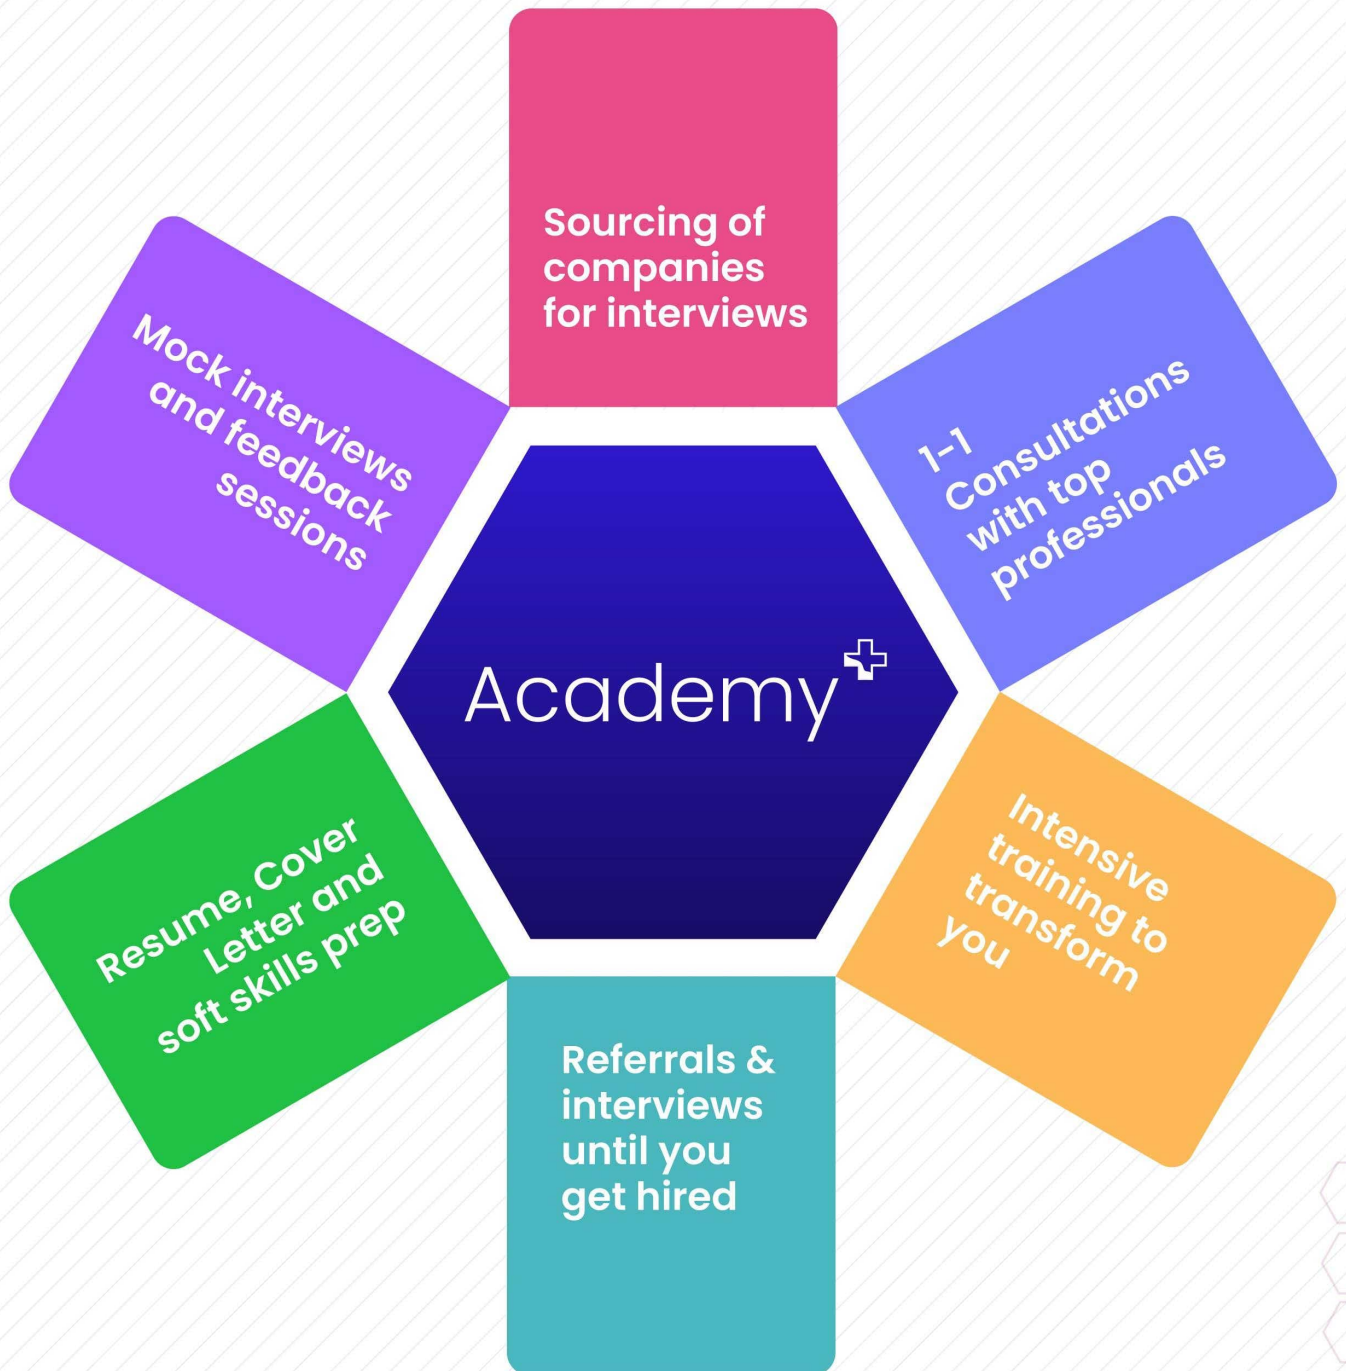 Sourcing of
companies
for interviews
1-1
Consultations
with top
professionals
Intensive
training to
transform
you
Referrals &
interviews
until you
get hired
Resume, Cover
Letter and
soft skills prep
Mock interviews
and feedback
sessions
Academy